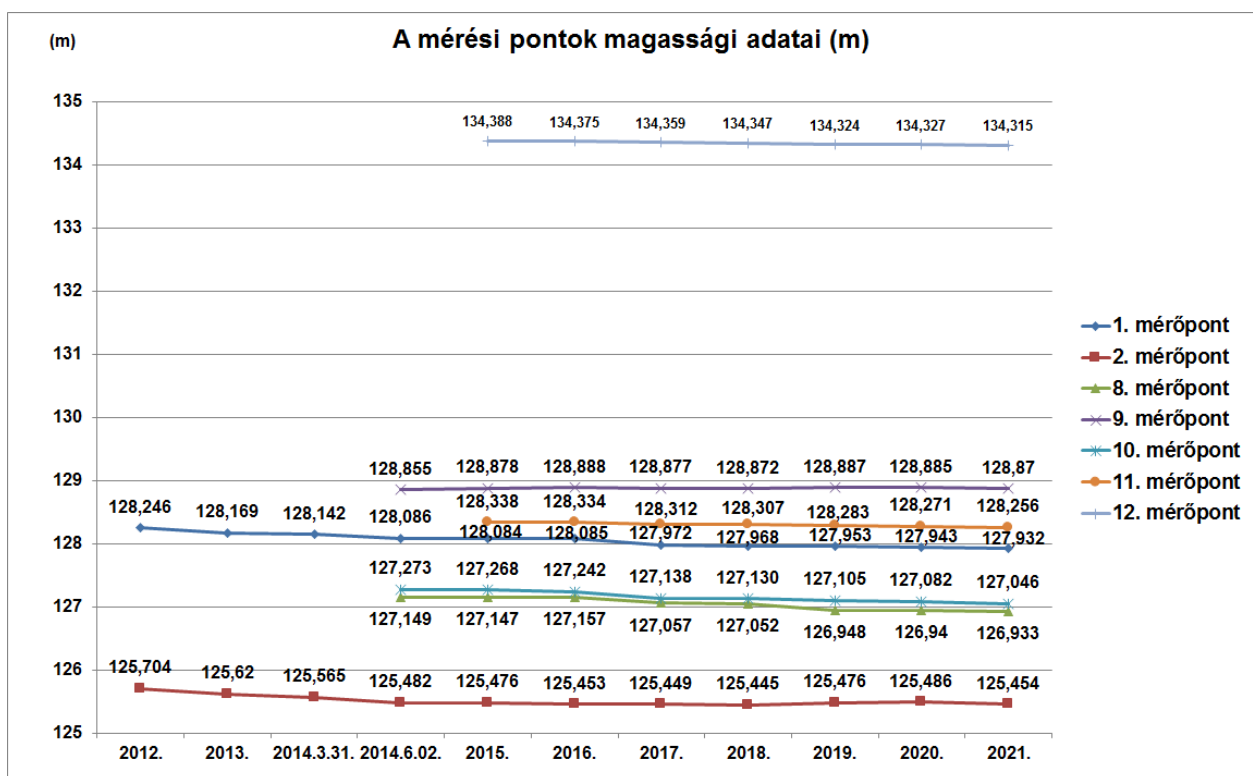 A mérési pontok magassági adatai (m)
(m)
135
134
133
132
131
130
129
128
127
126
125
134,388 134,375 134,359 134,347 134,324 134,327 134,315
128,855 128,878 128,888 128,877 128,872 128,887 128,885 128,87
128,338 128,334 128,312 128,307 128,283 128,271 128,256
128,246 128,169 128,142 128,086 128,084 128,085 127,972 127,968 127,953 127,943 127,932
127,273 127,268 127,242 127,138 127,130 127,105 127,082 127,046
127,149 127,147 127,157 127,057 127,052 126,948 126,94 126,933
125,704 125,62 125,565 125,482 125,476 125,453 125,449 125,445 125,476 125,486 125,454
2012. 2013. 2014.3.31. 2014.6.02. 2015. 2016. 2017. 2018. 2019. 2020. 2021.
1. mérőpont
2. mérőpont
8. mérőpont
9. mérőpont
10. mérőpont
11. mérőpont
12. mérőpont